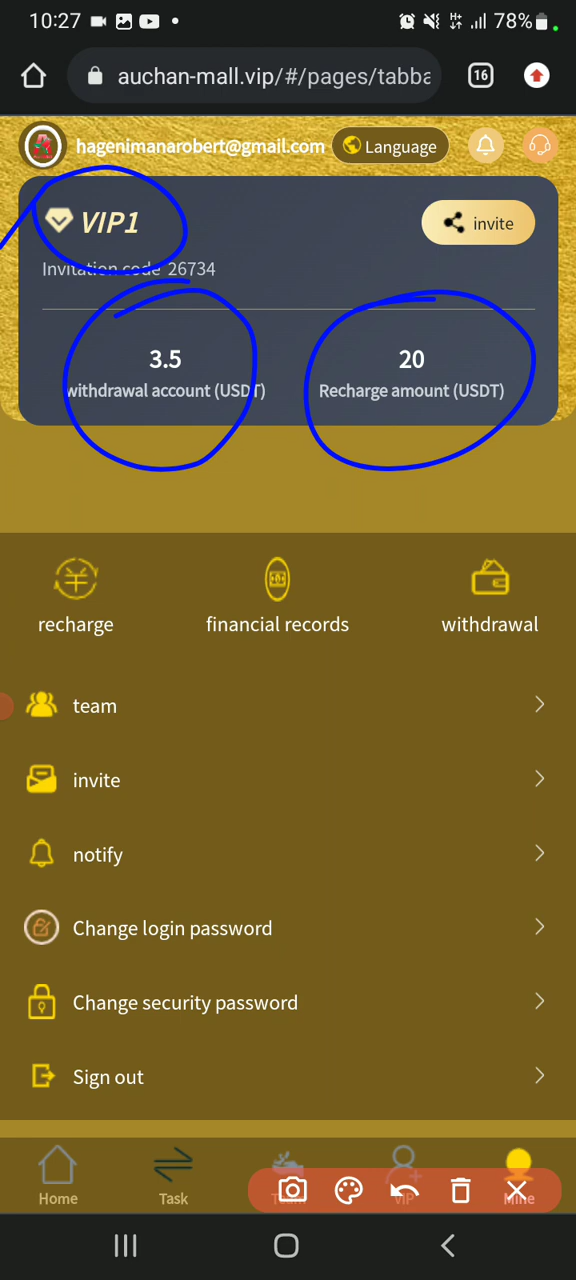 10:27
78%
auchan-mall.vip/#/pages/tabba
16
hagenimanarobert@gmail.com
Language
VIP1
invite
Invitation code 26734
3.5
20
withdrawal account (USDT)
Recharge amount (USDT)
recharge
financial records
withdrawal
team
invite
notify
Change login password
Change security password
Sign out
Home
Task
VIP
Mine